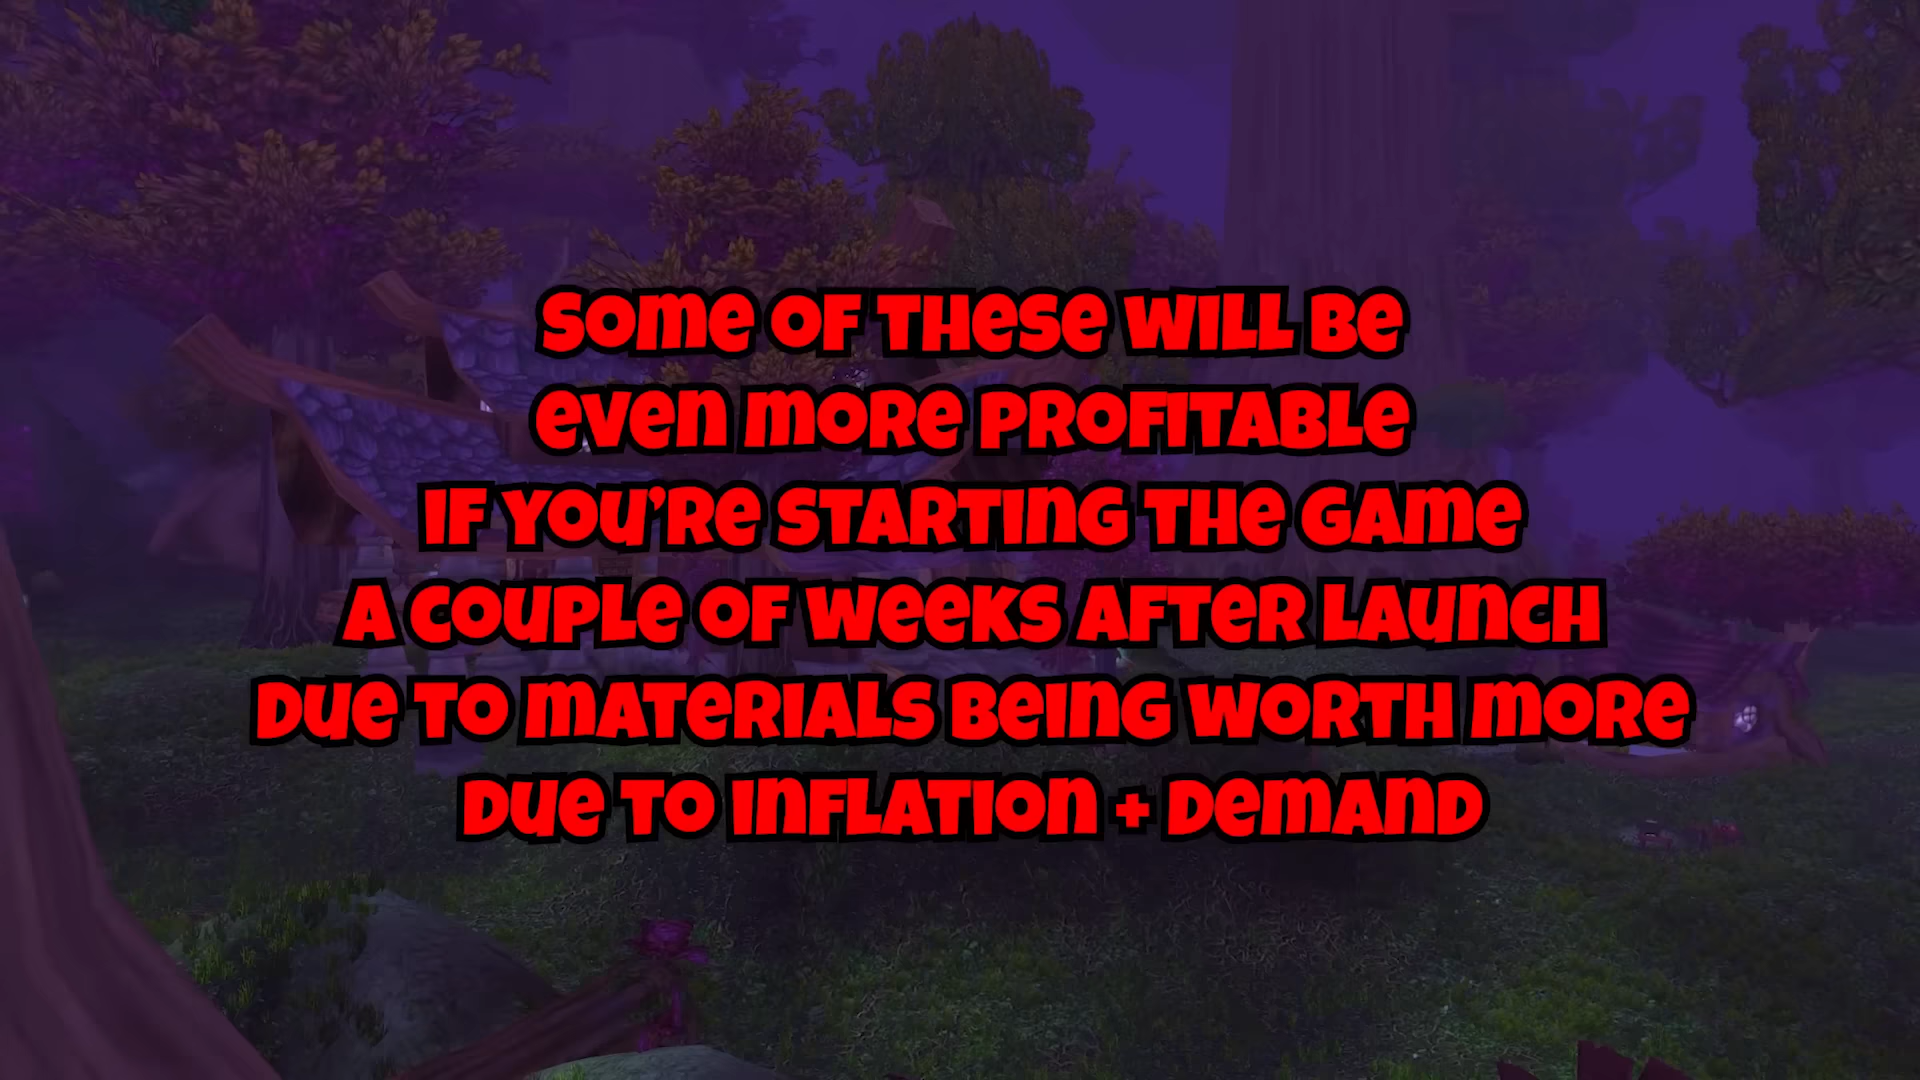 Some of these will be
even more profitable
if you're starting the game
a couple of weeks after launch
due to materials being worth more
due to inflation + demand